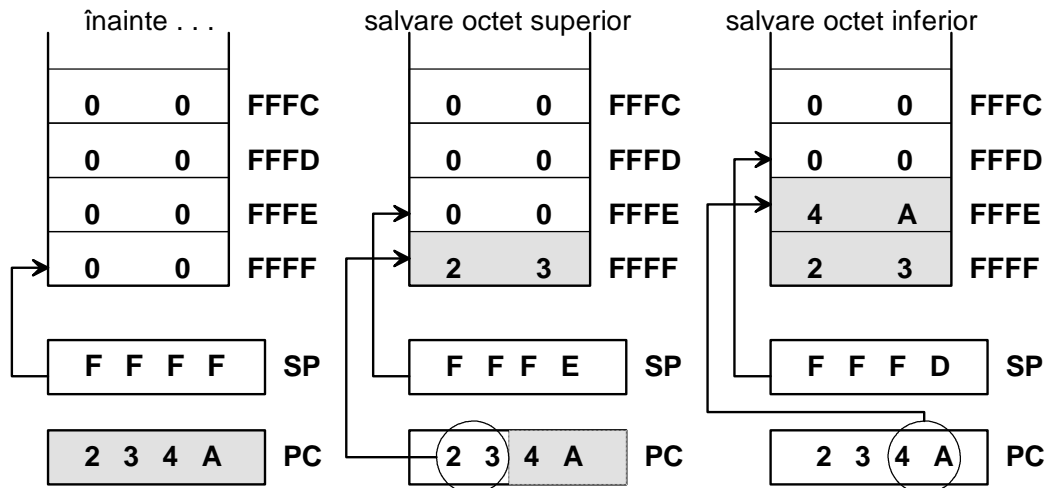 înainte . . . salvare octet superior salvare octet inferior
0 0 FFFC 0 0 FFFC 0 0 FFFC
0 0 FFFD 0 0 FFFD 0 0 FFFD
0 0 FFFE 0 0 FFFE 4 A FFFE
0 0 FFFF 2 3 FFFF 2 3 FFFF
F F F F SP F F F E SP F F F D SP
2 3 4 A PC 2 3 4 A PC 2 3 4 A PC